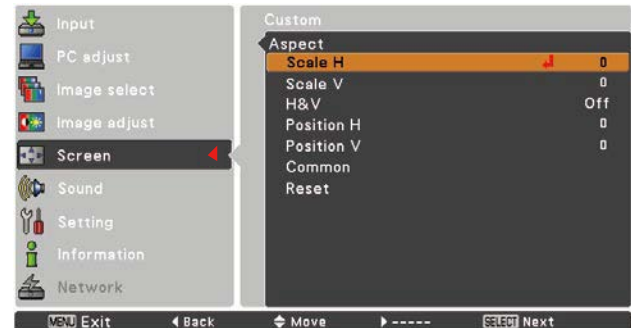 Input
PC adjust
Image select
Image adjust
Screen
Sound
Setting
Information
Network
Custom
Aspect
Scale H 0
Scale V 0
H&V Off
Position H 0
Position V 0
Common
Reset
MENU Exit Back Move ----- SELECT Next